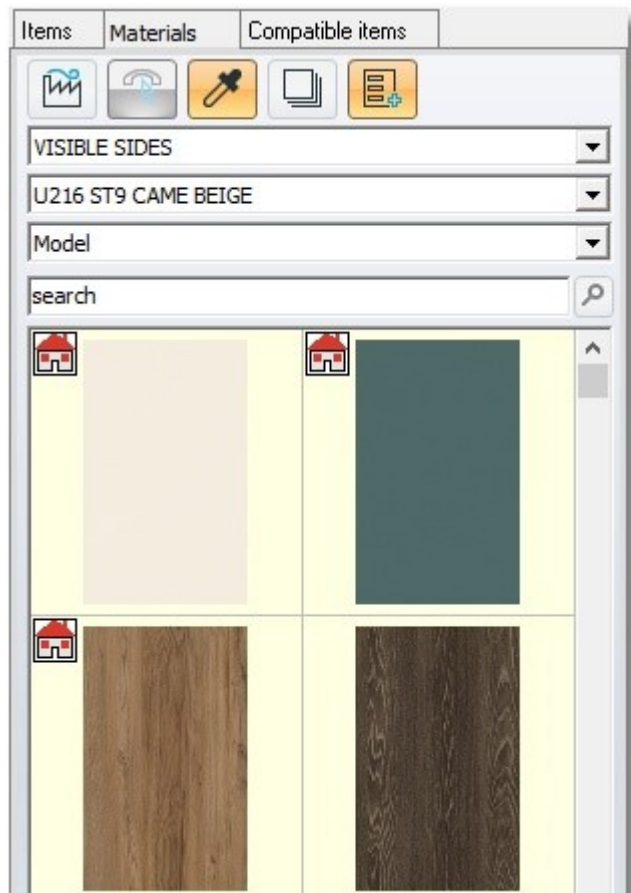 Items Materials Compatible items
VISIBLE SIDES
U216 ST9 CAME BEIGE
Model
search